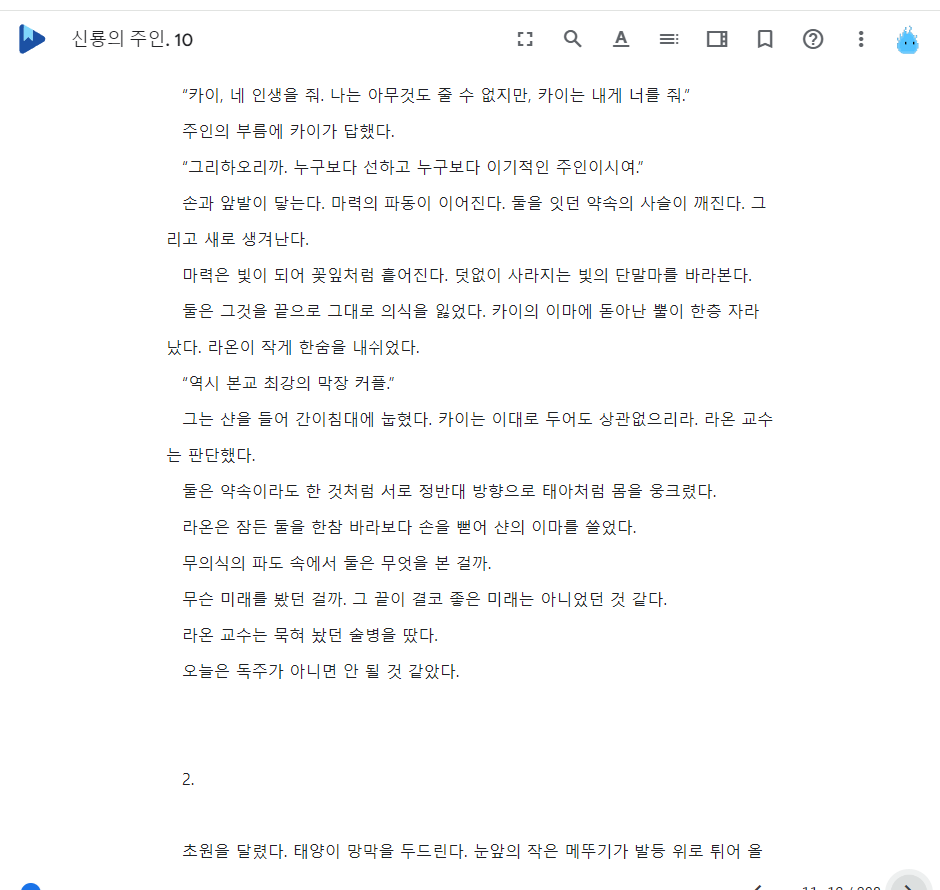 신룡의 주인. 10
“카이, 네 인생을 줘. 나는 아무것도 줄 수 없지만, 카이는 내게 너를 줘.”
주인의 부름에 카이가 답했다.
“그리하오리까. 누구보다 선하고 누구보다 이기적인 주인이시여.”
손과 앞발이 닿는다. 마력의 파동이 이어진다. 둘을 잇던 약속의 사슬이 깨진다. 그
리고 새로 생겨난다.
마력은 빛이 되어 꽃잎처럼 흩어진다. 덧없이 사라지는 빛의 단말마를 바라본다.
둘은 그것을 끝으로 그대로 의식을 잃었다. 카이의 이마에 돋아난 뿔이 한층 자라
났다. 라온이 작게 한숨을 내쉬었다.
“역시 본교 최강의 막장 커플.”
그는 샨을 들어 간이침대에 눕혔다. 카이는 이대로 두어도 상관없으리라. 라온 교수
는 판단했다.
둘은 약속이라도 한 것처럼 서로 정반대 방향으로 태아처럼 몸을 웅크렸다.
라온은 잠든 둘을 한참 바라보다 손을 뻗어 샨의 이마를 쓸었다.
무의식의 파도 속에서 둘은 무엇을 본 걸까.
무슨 미래를 봤던 걸까. 그 끝이 결코 좋은 미래는 아니었던 것 같다.
라온 교수는 묵혀 놨던 술병을 땄다.
오늘은 독주가 아니면 안 될 것 같았다.
2.
초원을 달렸다. 태양이 망막을 두드린다. 눈앞의 작은 메뚜기가 발등 위로 튀어 올